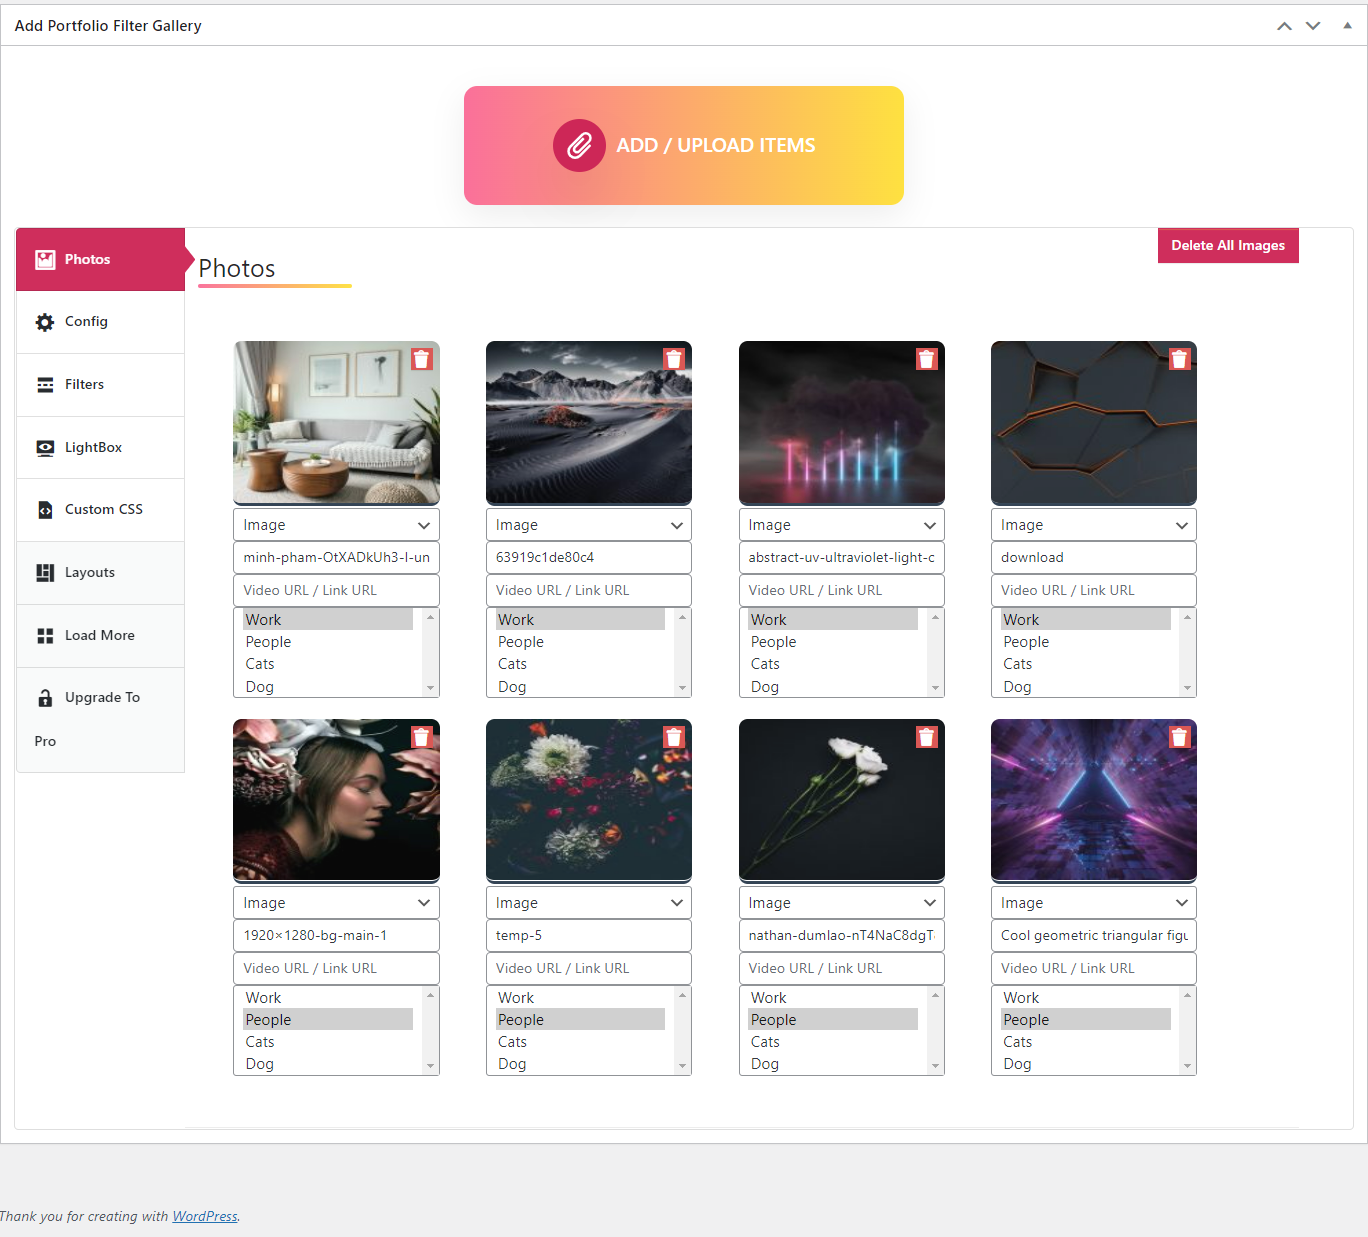 Add Portfolio Filter Gallery
ADD / UPLOAD ITEMS
Photos
Config
Filters
LightBox
Custom CSS
Layouts
Load More
Upgrade To
Pro
Delete All Images
Photos
Image
minh-pham-OtXADkUh3-I-un
Video URL / Link URL
Work
People
Cats
Dog
Image
63919c1de80c4
Video URL / Link URL
Work
People
Cats
Dog
Image
abstract-uv-ultraviolet-light-c
Video URL / Link URL
Work
People
Cats
Dog
Image
download
Video URL / Link URL
Work
People
Cats
Dog
Image
1920×1280-bg-main-1
Video URL / Link URL
Work
People
Cats
Dog
Image
temp-5
Video URL / Link URL
Work
People
Cats
Dog
Image
nathan-dumlao-nT4NaC8dgT
Video URL / Link URL
Work
People
Cats
Dog
Image
Cool geometric triangular figu
Video URL / Link URL
Work
People
Cats
Dog
Thank you for creating with WordPress.